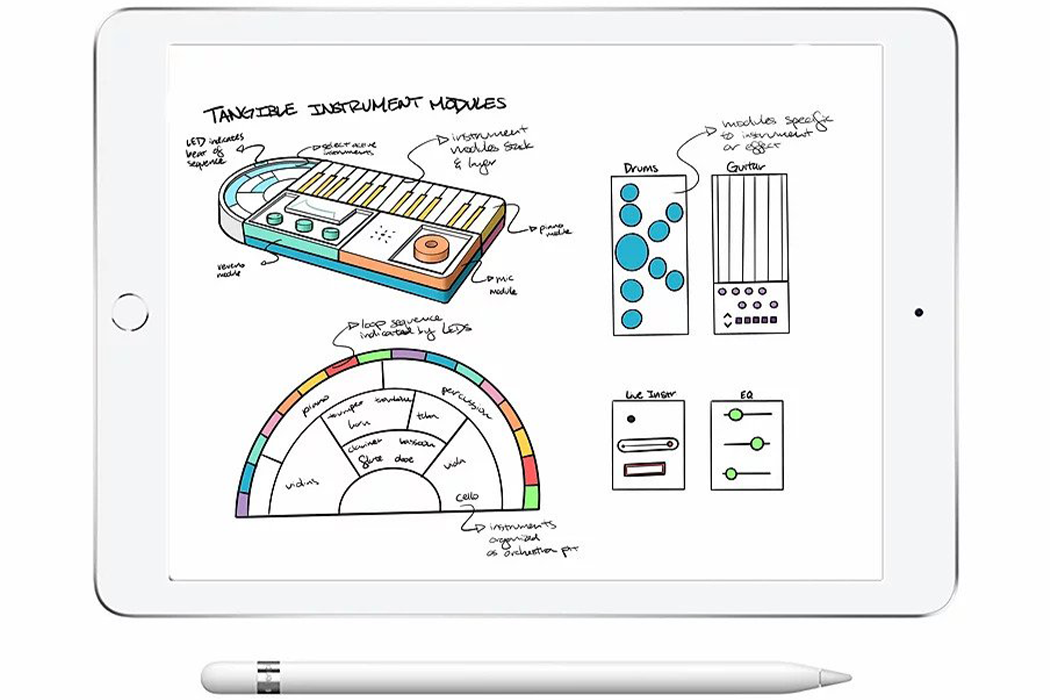 TANGIBLE INSTRUMENT MODULES
LED indicates
beat of
sequence
select active
instruments
instrument
modules stack
& layer
piano
module
mic
module
reverb
module
modules specific
to instrument
or effect
Drums
Guitar
loop sequence
indicated by LEDs
piano
percussion
trumpet trombone
horn
tuba
clarinet bassoon
flute oboe
violins
viola
cello
instruments
organized
as orchestra pit
Live Instr
EQ